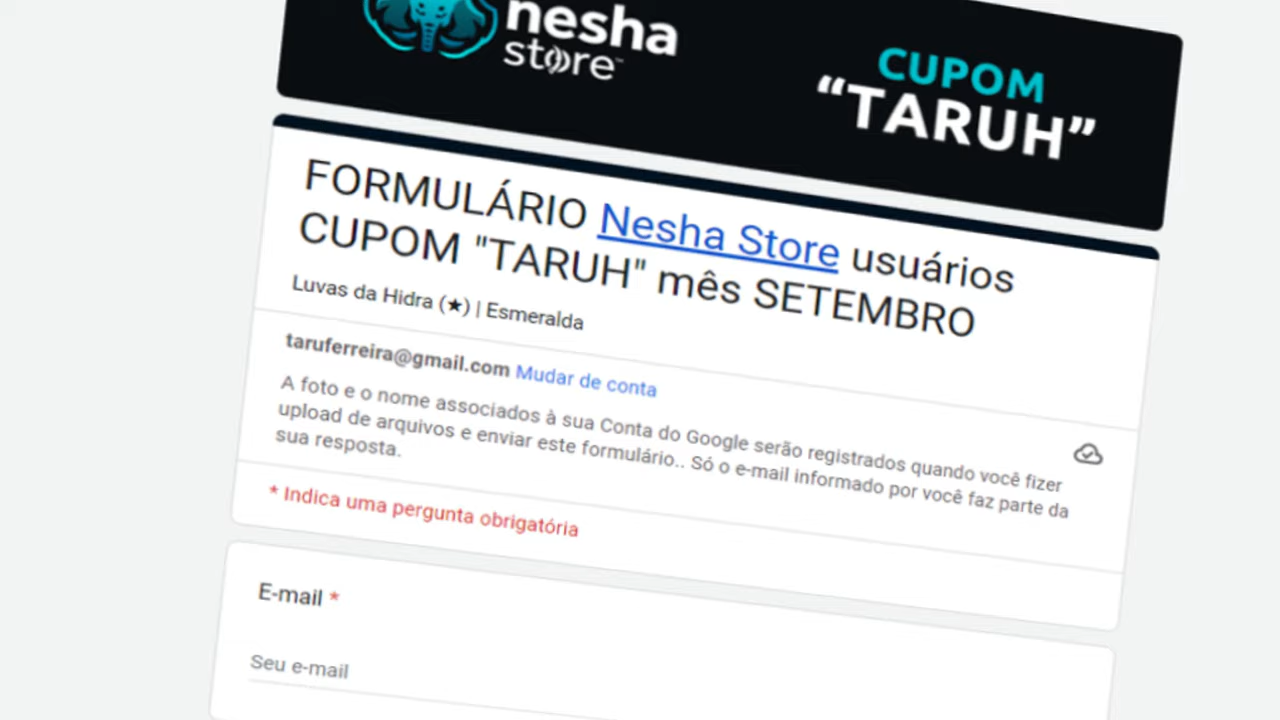 nesha
store™
CUPOM
“TARUH”
FORMULÁRIO Nesha Store usuários
CUPOM "TARUH" mês SETEMBRO
Luvas da Hidra (★) | Esmeralda
taruferreira@gmail.com Mudar de conta
A foto e o nome associados à sua Conta do Google serão registrados quando você fizer
upload de arquivos e enviar este formulário.. Só o e-mail informado por você faz parte da
sua resposta.
* Indica uma pergunta obrigatória
E-mail *
Seu e-mail